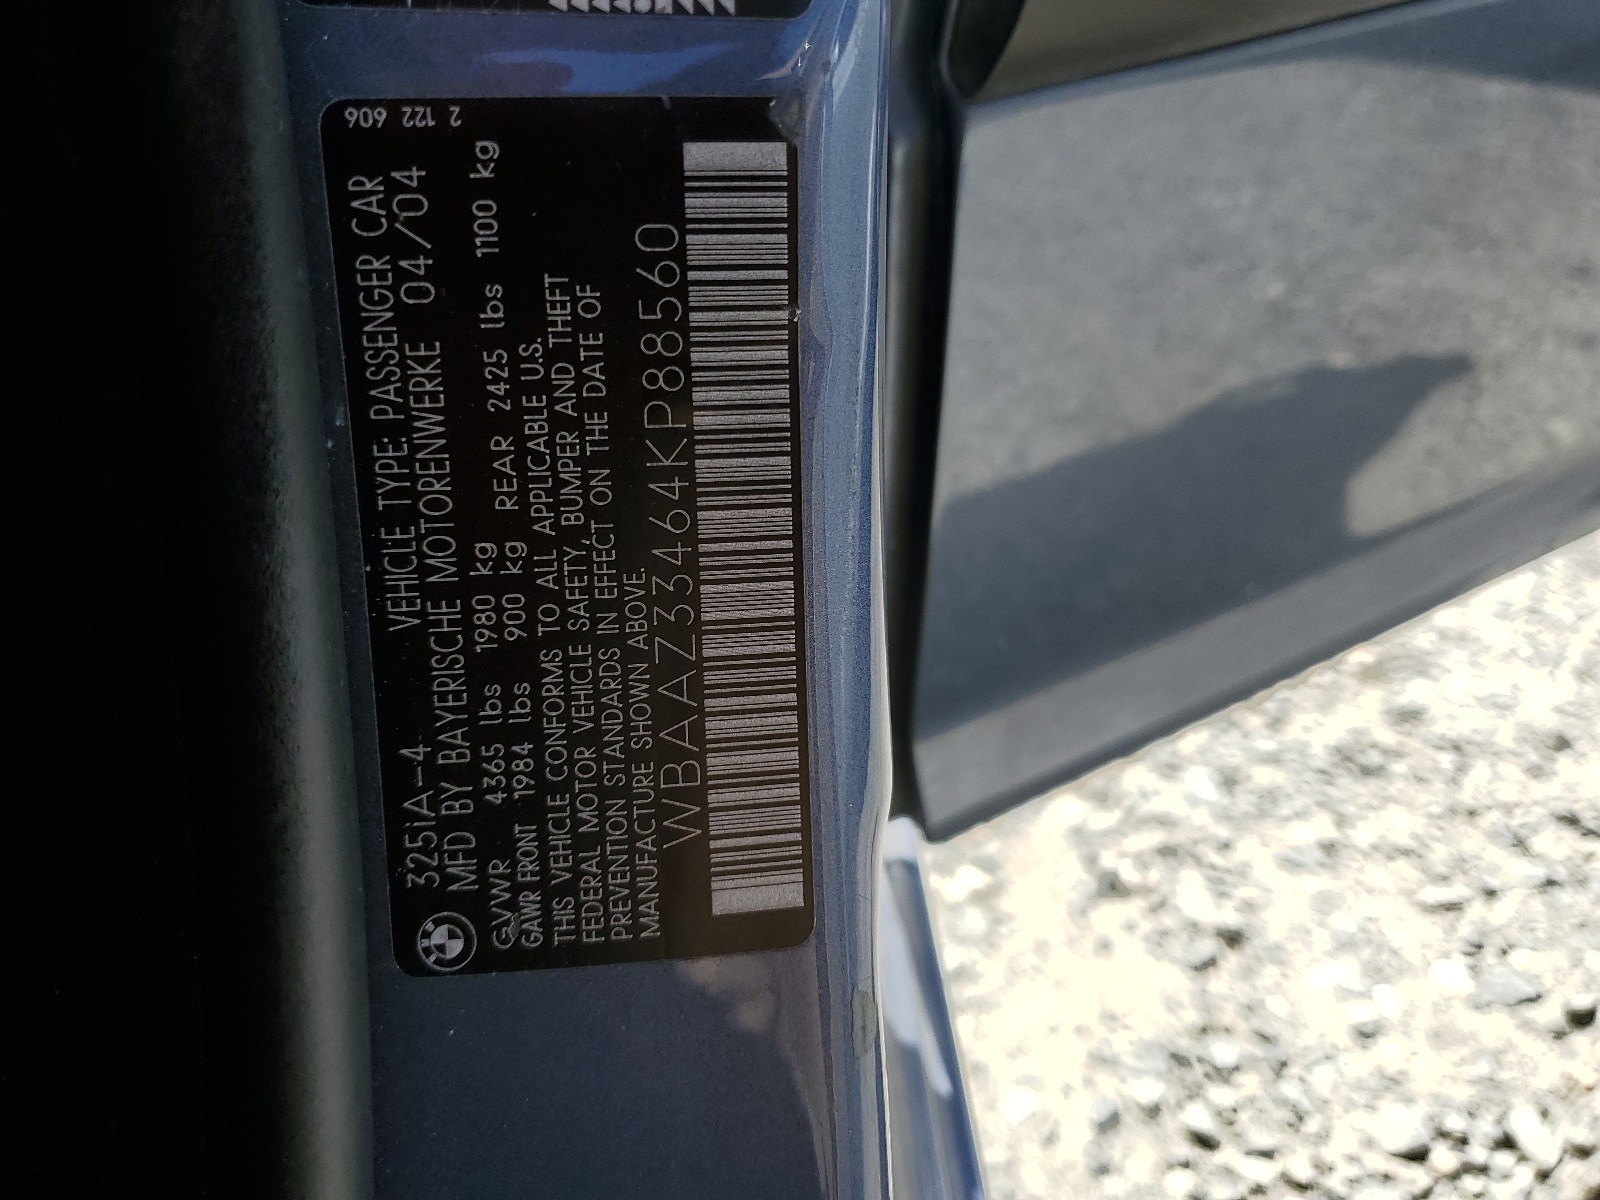 325iA-4 VEHICLE TYPE: PASSENGER CAR
MFD BY BAYERISCHE MOTORENWERKE 04/04
GVWR 4365 lbs 1980 kg
GAWR FRONT 1984 lbs 900 kg REAR 2425 lbs 1100 kg
THIS VEHICLE CONFORMS TO ALL APPLICABLE U.S.
FEDERAL MOTOR VEHICLE SAFETY, BUMPER AND THEFT
PREVENTION STANDARDS IN EFFECT ON THE DATE OF
MANUFACTURE SHOWN ABOVE.
WBAAZ33464KP88560
2 122 606